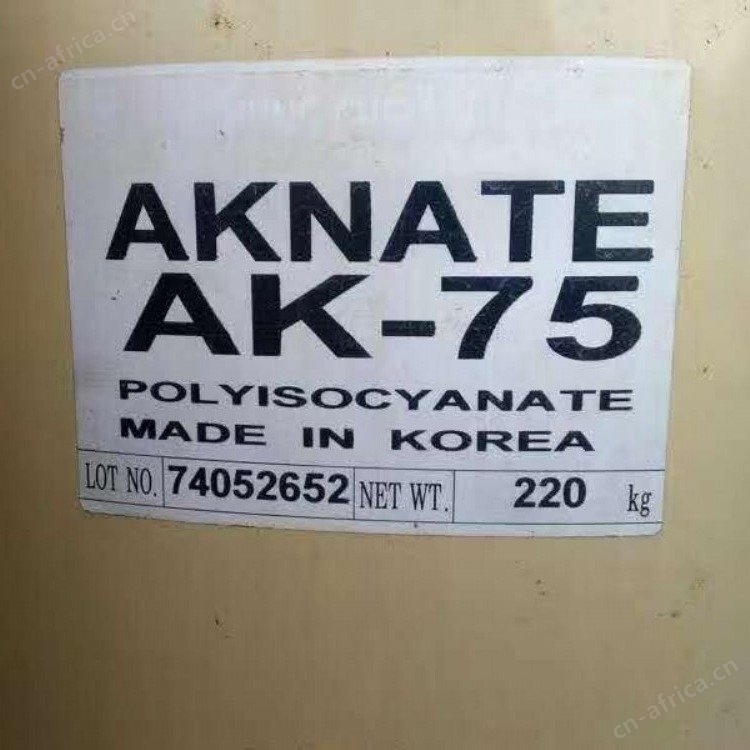 cn-africa.cn
AKNATE
AK-75
POLYISOCYANATE
MADE IN KOREA
LOT NO. 74052652 NET WT. 220 kg
cn-africa.cn